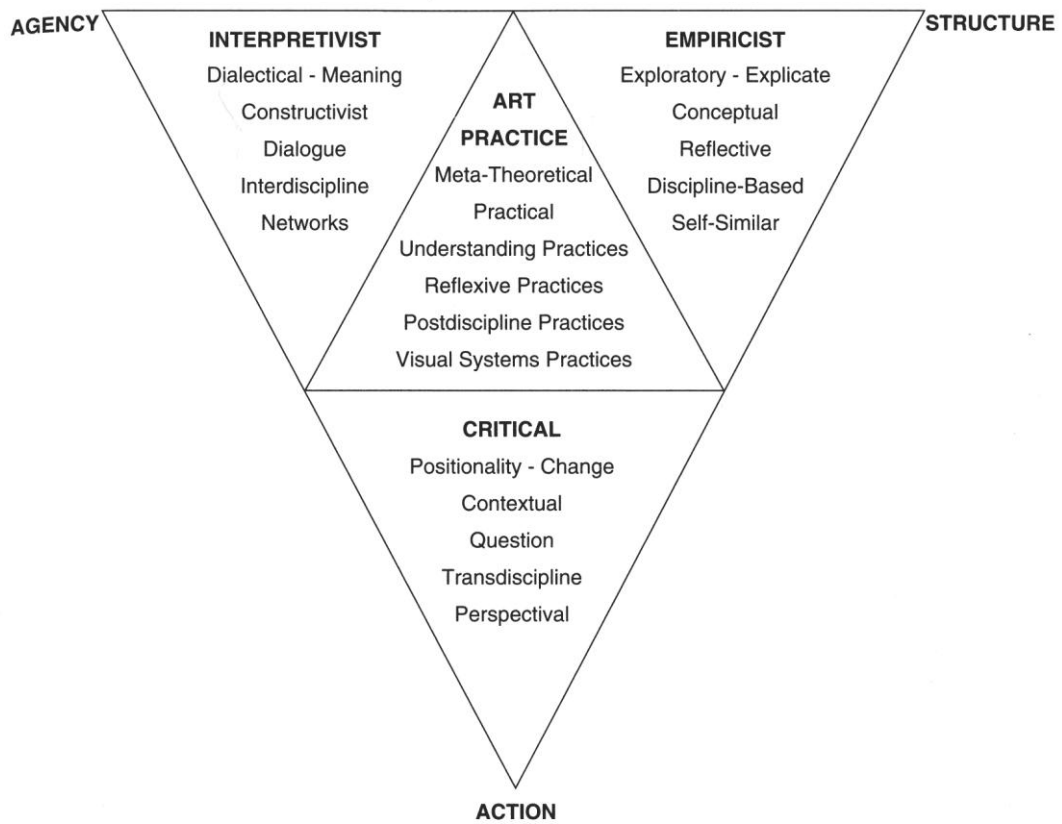 AGENCY
STRUCTURE
INTERPRETIVIST
Dialectical - Meaning
Constructivist
Dialogue
Interdiscipline
Networks
ART
PRACTICE
Meta-Theoretical
Practical
Understanding Practices
Reflexive Practices
Postdiscipline Practices
Visual Systems Practices
EMPIRICIST
Exploratory - Explicate
Conceptual
Reflective
Discipline-Based
Self-Similar
CRITICAL
Positionality - Change
Contextual
Question
Transdiscipline
Perspectival
ACTION